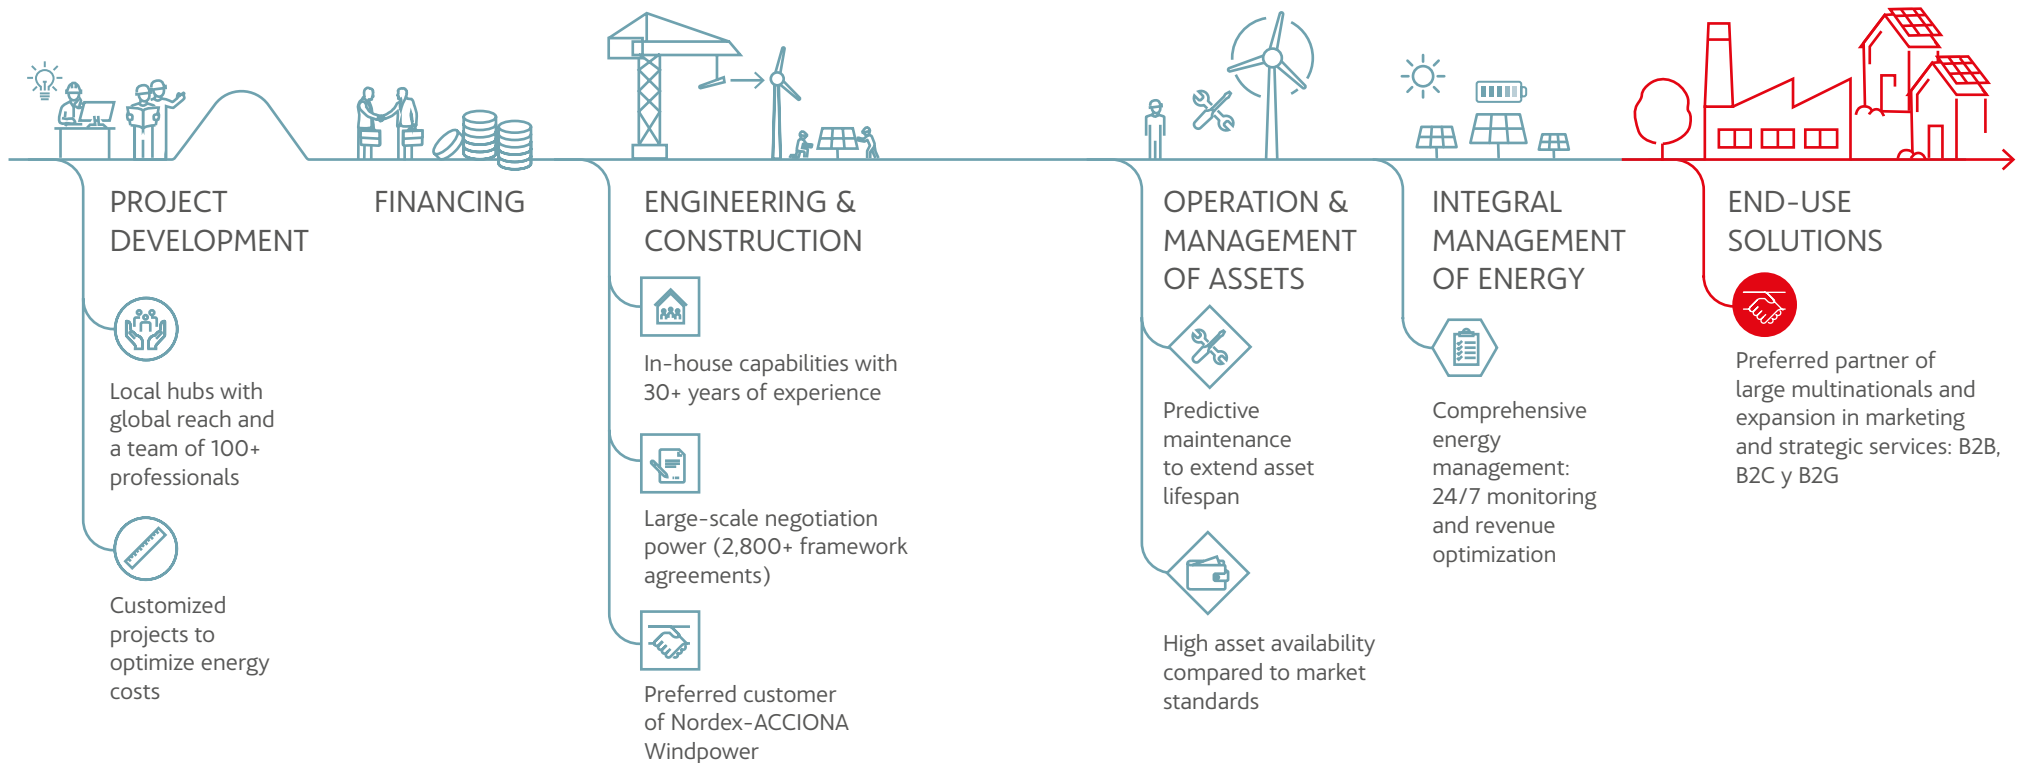 PROJECT
DEVELOPMENT
Local hubs with
global reach and
a team of 100+
professionals
Customized
projects to
optimize energy
costs
FINANCING
ENGINEERING &
CONSTRUCTION
In-house capabilities with
30+ years of experience
Large-scale negotiation
power (2,800+ framework
agreements)
Preferred customer
of Nordex-ACCIONA
Windpower
OPERATION &
MANAGEMENT
OF ASSETS
Predictive
maintenance
to extend asset
lifespan
High asset availability
compared to market
standards
INTEGRAL
MANAGEMENT
OF ENERGY
Comprehensive
energy
management:
24/7 monitoring
and revenue
optimization
END-USE
SOLUTIONS
Preferred partner of
large multinationals and
expansion in marketing
and strategic services: B2B,
B2C y B2G